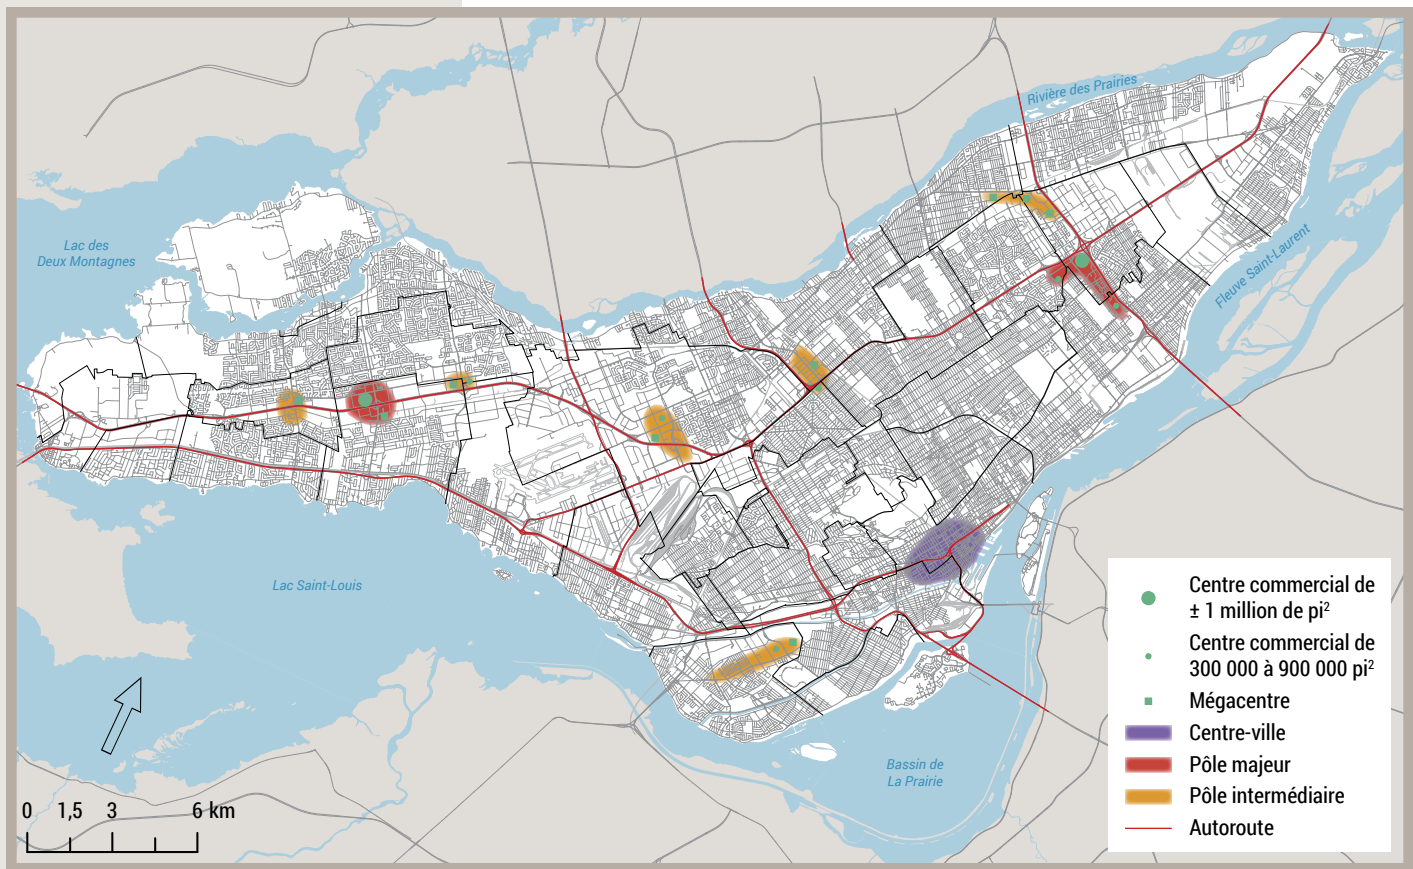 Rivière des Prairies
Lac des
Deux Montagnes
Fleuve Saint-Laurent
Lac Saint-Louis
Bassin de
La Prairie
0 1,5 3 6 km
Centre commercial de
± 1 million de pi²
Centre commercial de
300 000 à 900 000 pi²
Mégacentre
Centre-ville
Pôle majeur
Pôle intermédiaire
Autoroute